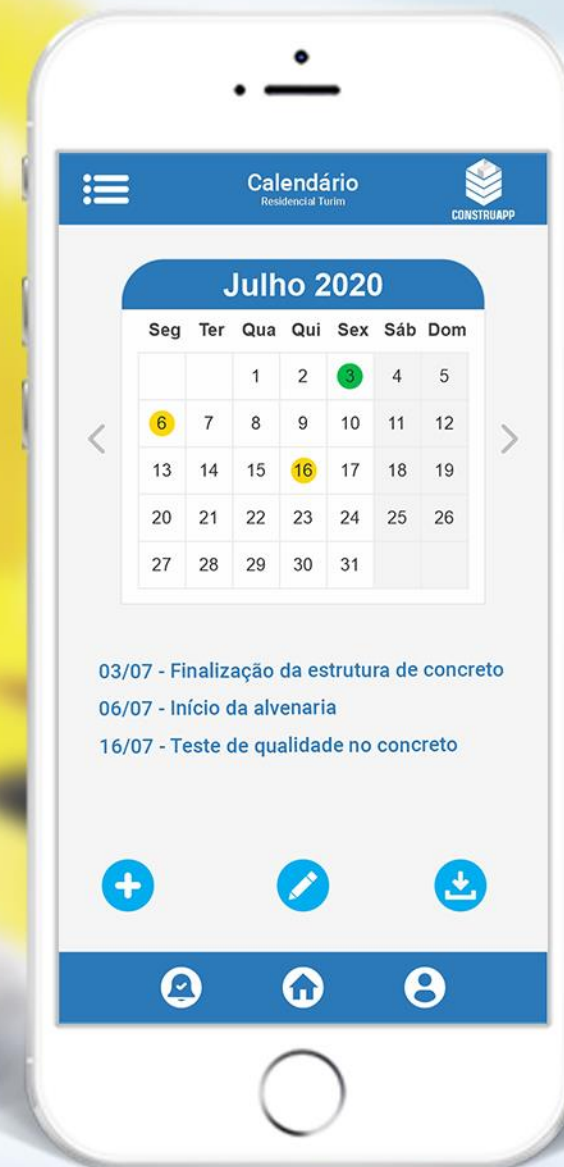 Calendário
Residencial Turim
CONSTRUAPP
Julho 2020
Seg Ter Qua Qui Sex Sáb Dom
1 2 3 4 5
6 7 8 9 10 11 12
13 14 15 16 17 18 19
20 21 22 23 24 25 26
27 28 29 30 31
03/07 - Finalização da estrutura de concreto
06/07 - Início da alvenaria
16/07 - Teste de qualidade no concreto